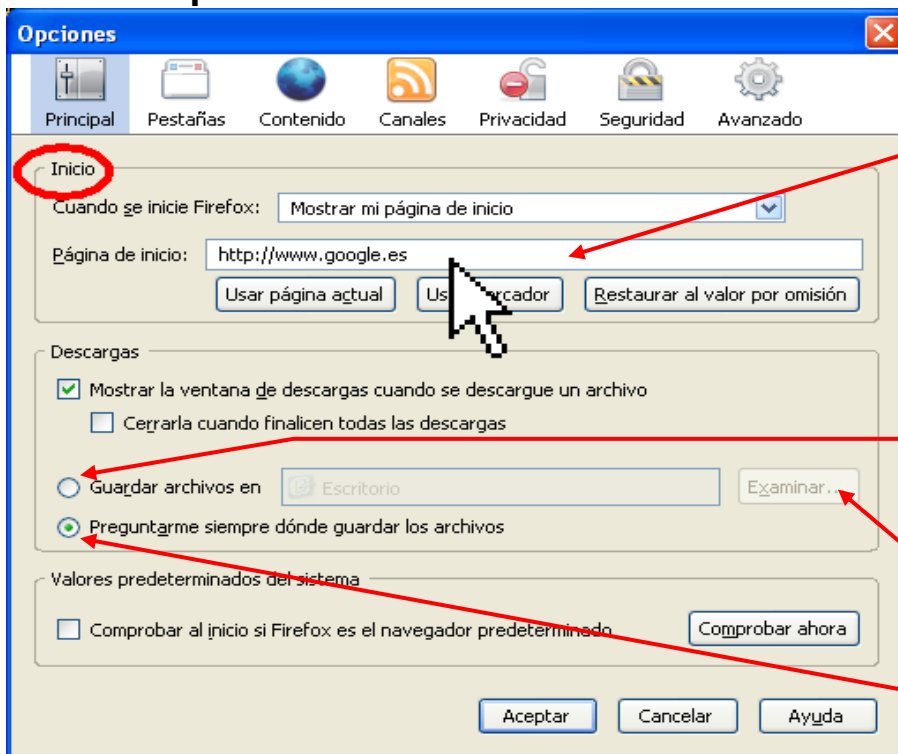 Opciones
Principal Pestañas Contenido Canales Privacidad Seguridad Avanzado
Inicio
Cuando se inicie Firefox: Mostrar mi página de inicio
Página de inicio: http://www.google.es
Usar página actual rcador Restaurar al valor por omisión
Descargas
Mostrar la ventana de descargas cuando se descargue un archivo
Cerrarla cuando finalicen todas las descargas
Guardar archivos en Escritorio Examinar...
Preguntarme siempre dónde guardar los archivos
Valores predeterminados del sistema
Comprobar al inicio si Firefox es el navegador predeterminado Comprobar ahora
Aceptar Cancelar Ayuda